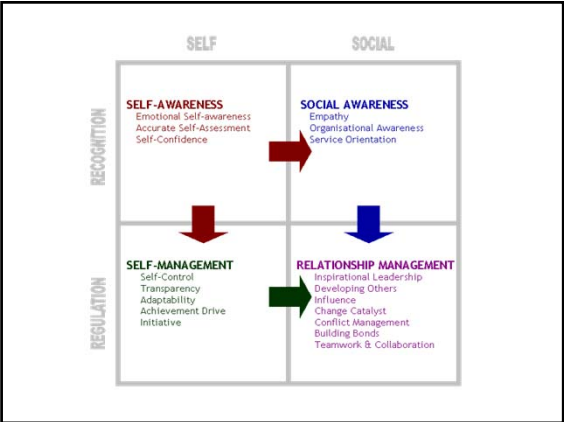 SELF
SOCIAL
RECOGNITION
SELF-AWARENESS
Emotional Self-awareness
Accurate Self-Assessment
Self-Confidence
SOCIAL AWARENESS
Empathy
Organisational Awareness
Service Orientation
REGULATION
SELF-MANAGEMENT
Self-Control
Transparency
Adaptability
Achievement Drive
Initiative
RELATIONSHIP MANAGEMENT
Inspirational Leadership
Developing Others
Influence
Change Catalyst
Conflict Management
Building Bonds
Teamwork & Collaboration